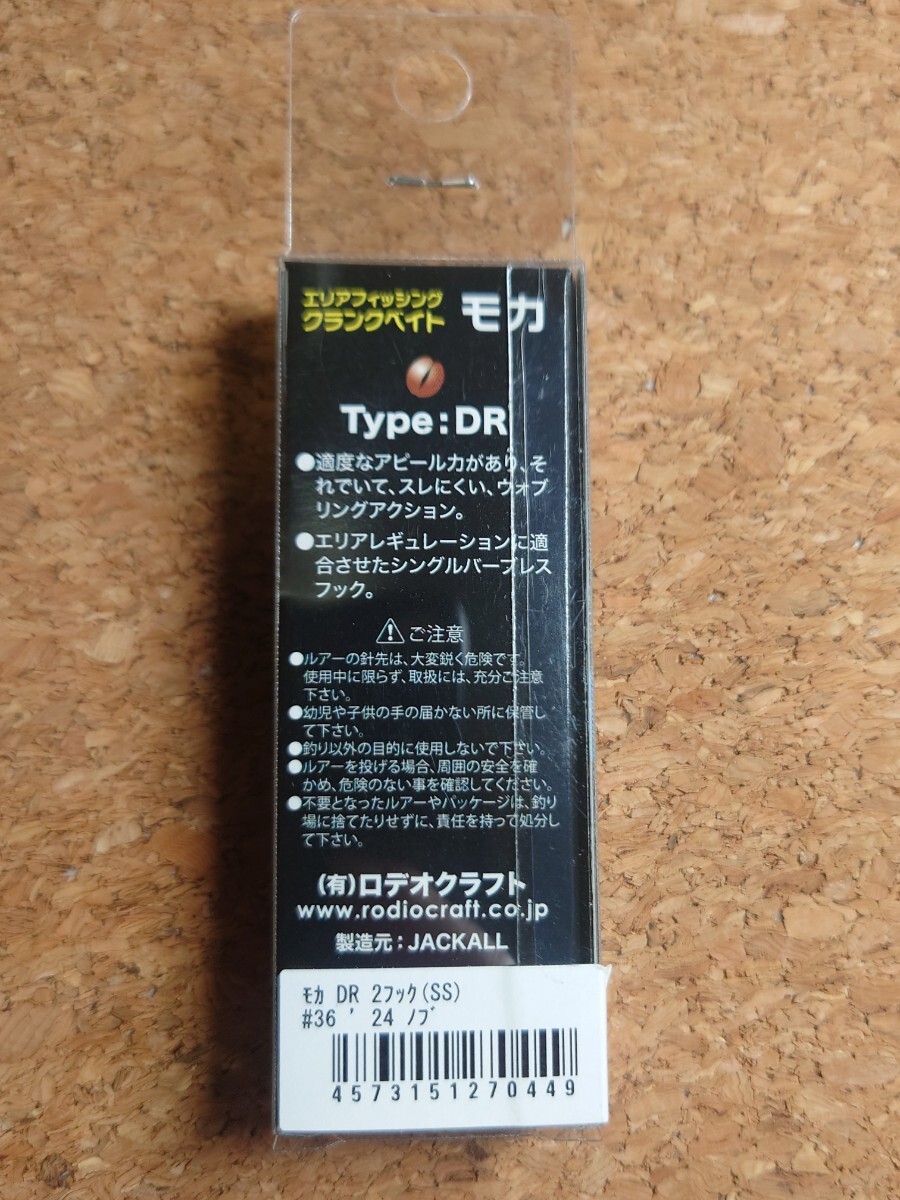 エリアフィッシング
クランクベイト モカ
Type:DR
●適度なアピール力があり、そ
れでいて、スレにくい、ウォブ
リングアクション。
●エリアレギュレーションに適
合させたシングルバーブレス
フック。
ご注意
●ルアーの針先は、大変鋭く危険です。
使用中に限らず、取扱には、充分ご注意
下さい。
●幼児や子供の手の届かない所に保管し
て下さい。
●釣り以外の目的に使用しないで下さい。
●ルアーを投げる場合、周囲の安全を確
かめ、危険のない事を確認してください。
●不要となったルアーやパッケージは、釣り
場に捨てたりせずに、責任を持って処分し
て下さい。
(有)ロデオクラフト
www.rodiocraft.co.jp
製造元:JACKALL
ﾓｶ DR 2ﾌｯｸ(SS)
#36 ' 24 ﾉﾌﾞ
4573151270449